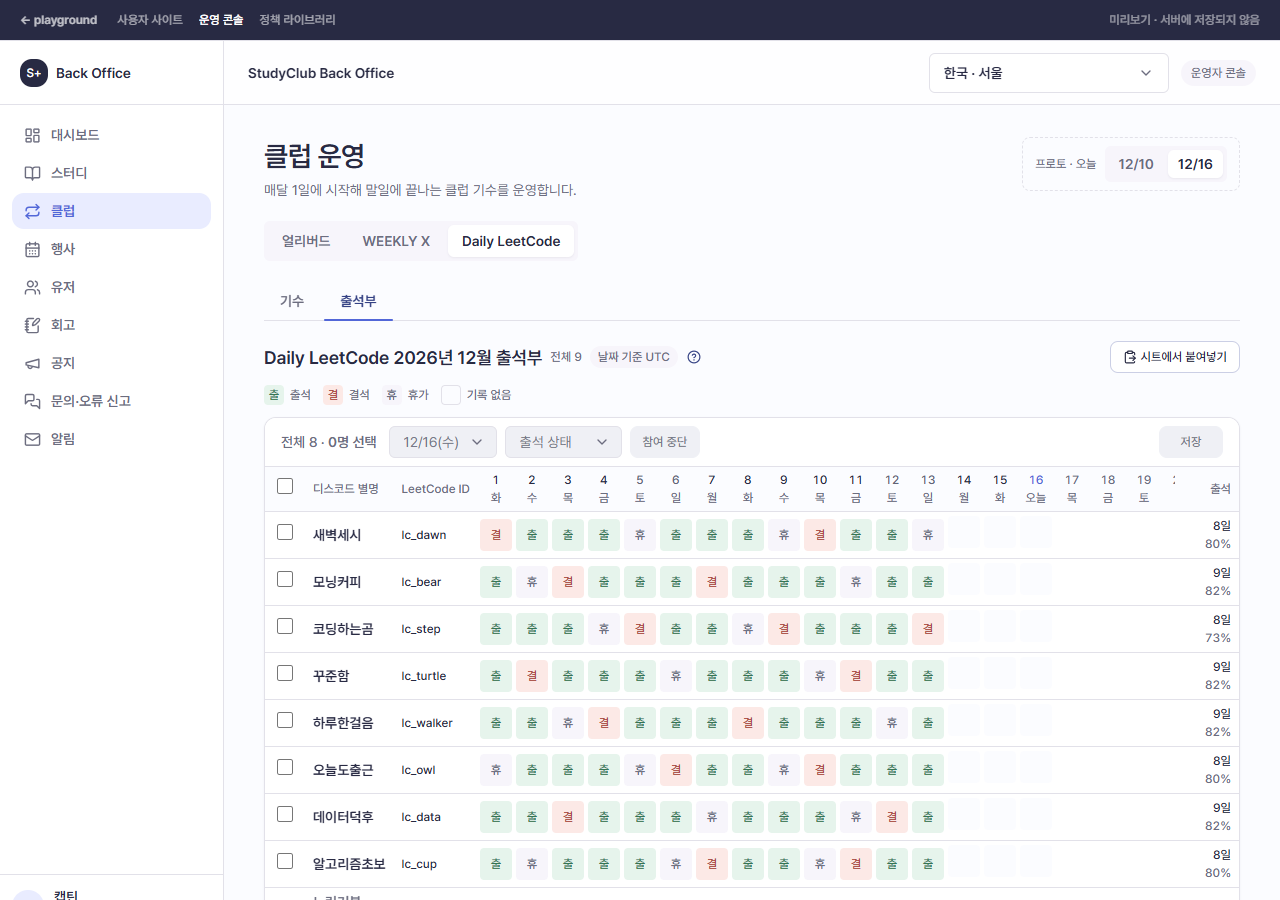 ← playground 사용자 사이트 운영 콘솔 정책 라이브러리 미리보기 · 서버에 저장되지 않음
S+ Back Office
StudyClub Back Office 한국 · 서울 운영자 콘솔
대시보드
스터디
클럽
행사
유저
회고
공지
문의·오류 신고
알림
캡틴
클럽 운영
매달 1일에 시작해 말일에 끝나는 클럽 기수를 운영합니다.
프로토 · 오늘 12/10 12/16
얼리버드 WEEKLY X Daily LeetCode
기수 출석부
Daily LeetCode 2026년 12월 출석부 전체 9 날짜 기준 UTC ? 시트에서 붙여넣기
출 출석 결 결석 휴 휴가 기록 없음
전체 8 · 0명 선택 12/16(수) 출석 상태 참여 중단 저장
디스코드 별명 LeetCode ID 1 화 2 수 3 목 4 금 5 토 6 일 7 월 8 화 9 수 10 목 11 금 12 토 13 일 14 월 15 화 16 오늘 17 목 18 금 19 토 출석
새벽세시 lc_dawn 결 출 출 출 휴 출 출 출 휴 결 출 출 휴 8일 80%
모닝커피 lc_bear 출 휴 결 출 출 출 결 출 출 출 휴 출 출 9일 82%
코딩하는곰 lc_step 출 출 출 휴 결 출 출 휴 결 출 출 출 결 8일 73%
꾸준함 lc_turtle 출 결 출 출 출 휴 출 출 출 휴 결 출 출 9일 82%
하루한걸음 lc_walker 출 출 휴 결 출 출 출 결 출 출 출 휴 출 9일 82%
오늘도출근 lc_owl 휴 출 출 출 휴 결 출 출 휴 결 출 출 출 8일 80%
데이터덕후 lc_data 출 출 결 출 출 출 휴 출 출 출 휴 결 출 9일 82%
알고리즘초보 lc_cup 출 휴 출 출 출 휴 결 출 출 휴 결 출 출 8일 80%